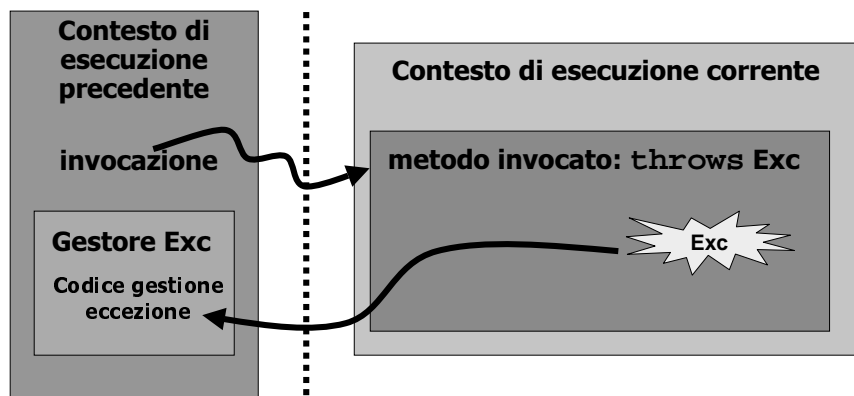 Contesto di
esecuzione
precedente
invocazione
Gestore Exc
Codice gestione
eccezione
Contesto di esecuzione corrente
metodo invocato: throws Exc
Exc